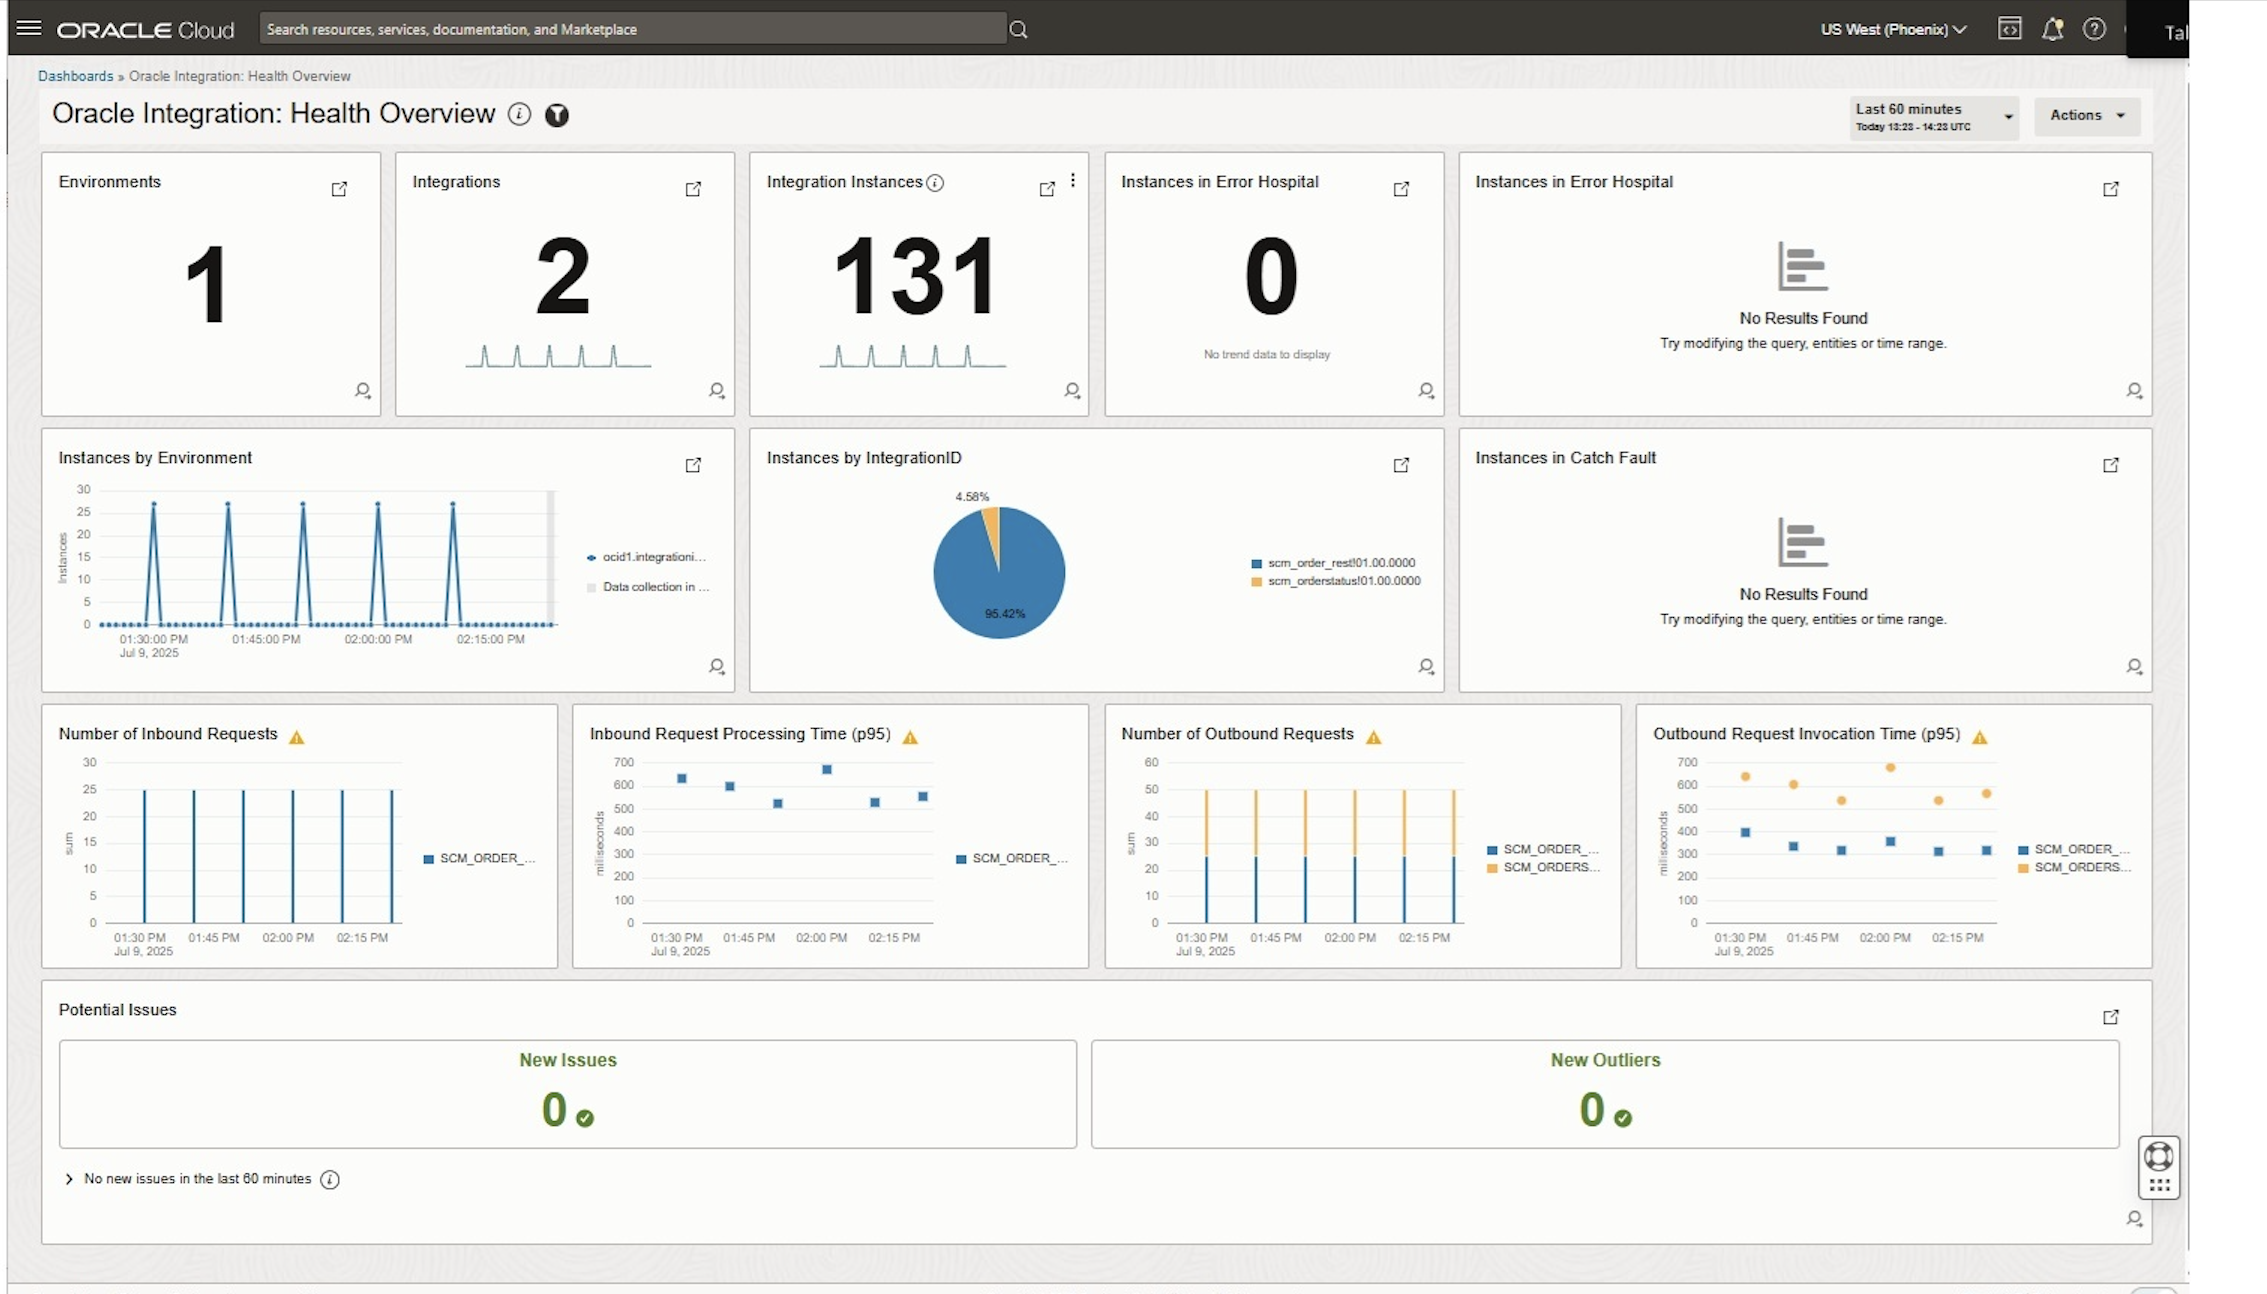 ORACLE Cloud
Search resources, services, documentation, and Marketplace
US West (Phoenix)
Dashboards » Oracle Integration: Health Overview
Oracle Integration: Health Overview
Last 60 minutes
Today 13:23 - 14:23 UTC
Actions
Environments
1
Integrations
2
Integration Instances
131
Instances in Error Hospital
0
No trend data to display
Instances in Error Hospital
No Results Found
Try modifying the query, entities or time range.
Instances by Environment
30
25
20
15
10
5
0
Instances
01:30:00 PM 01:45:00 PM 02:00:00 PM 02:15:00 PM
Jul 9, 2025
ocid1.integrationi...
Data collection in ...
Instances by IntegrationID
4.58%
95.42%
scm_order_rest!01.00.0000
scm_orderstatus!01.00.0000
Instances in Catch Fault
No Results Found
Try modifying the query, entities or time range.
Number of Inbound Requests
30
25
20
15
10
5
0
sum
01:30 PM 01:45 PM 02:00 PM 02:15 PM
Jul 9, 2025
SCM_ORDER_...
Inbound Request Processing Time (p95)
700
600
500
400
300
200
100
0
milliseconds
01:30 PM 01:45 PM 02:00 PM 02:15 PM
Jul 9, 2025
SCM_ORDER_...
Number of Outbound Requests
60
50
40
30
20
10
0
sum
01:30 PM 01:45 PM 02:00 PM 02:15 PM
Jul 9, 2025
SCM_ORDER_...
SCM_ORDERS...
Outbound Request Invocation Time (p95)
700
600
500
400
300
200
100
0
milliseconds
01:30 PM 01:45 PM 02:00 PM 02:15 PM
Jul 9, 2025
SCM_ORDER_...
SCM_ORDERS...
Potential Issues
New Issues
0
New Outliers
0
No new issues in the last 60 minutes